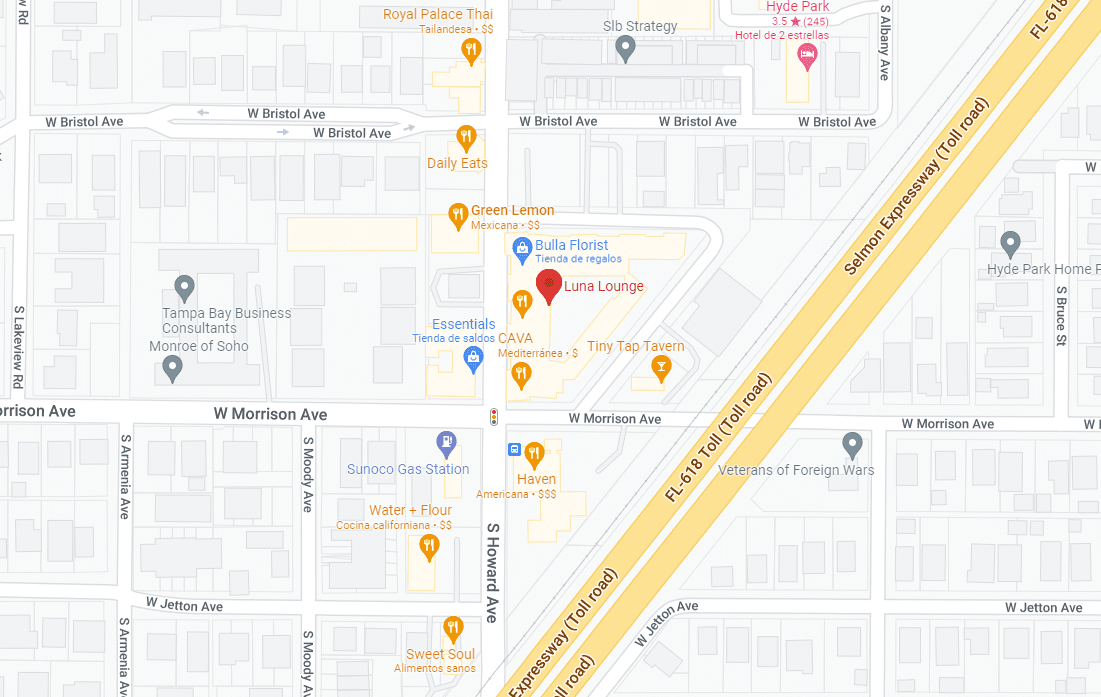 Royal Palace Thai
Tailandesa • $$
Hyde Park
3.5 ★ (245)
Hotel de 2 estrellas
Slb Strategy
S Albany Ave
FL-618
W Bristol Ave
W Bristol Ave
W Bristol Ave
W Bristol Ave
W Bristol Ave
W Bristol Ave
Daily Eats
Selmon Expressway (Toll road)
W
Green Lemon
Mexicana • $$
Bulla Florist
Tienda de regalos
Luna Lounge
Hyde Park Home F
S Bruce St
Tampa Bay Business
Consultants
Monroe of Soho
S Lakeview Rd
Essentials
Tienda de saldos
CAVA
Mediterránea • $
Tiny Tap Tavern
orrison Ave
W Morrison Ave
W Morrison Ave
W Morrison Ave
FL-618 Toll (Toll road)
S Armenia Ave
S Moody Ave
Sunoco Gas Station
Haven
Americana • $$$
Veterans of Foreign Wars
Water + Flour
Cocina californiana • $$
S Howard Ave
W Jetton Ave
W Jetton Ave
W Jetton Ave
S Armenia Ave
S Moody Ave
Sweet Soul
Alimentos sanos
Expressway (Toll road)
oll road)